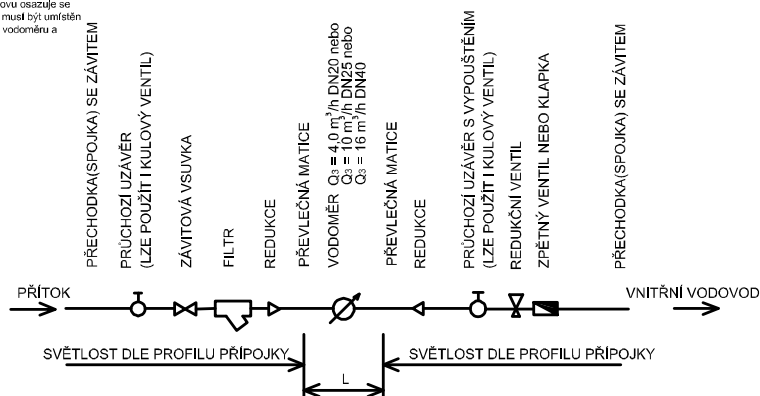 ovu osazuje se
musí být umístěn
vodoměru a
PŘECHODKA(SPOJKA) SE ZÁVITEM
PRŮCHOZÍ UZÁVĚR
(LZE POUŽÍT I KULOVÝ VENTIL)
ZÁVITOVÁ VSUVKA
FILTR
REDUKCE
PŘEVLEČNÁ MATICE
VODOMĚR Q3 = 4,0 m³/h DN20 nebo
Q3 = 10 m³/h DN25 nebo
Q3 = 16 m³/h DN40
PŘEVLEČNÁ MATICE
REDUKCE
PRŮCHOZÍ UZÁVĚR S VYPOUŠTĚNÍM
(LZE POUŽÍT I KULOVÝ VENTIL)
REDUKČNÍ VENTIL
ZPĚTNÝ VENTIL NEBO KLAPKA
PŘECHODKA(SPOJKA) SE ZÁVITEM
PŘÍTOK
VNITŘNÍ VODOVOD
SVĚTLOST DLE PROFILU PŘÍPOJKY
SVĚTLOST DLE PROFILU PŘÍPOJKY
L